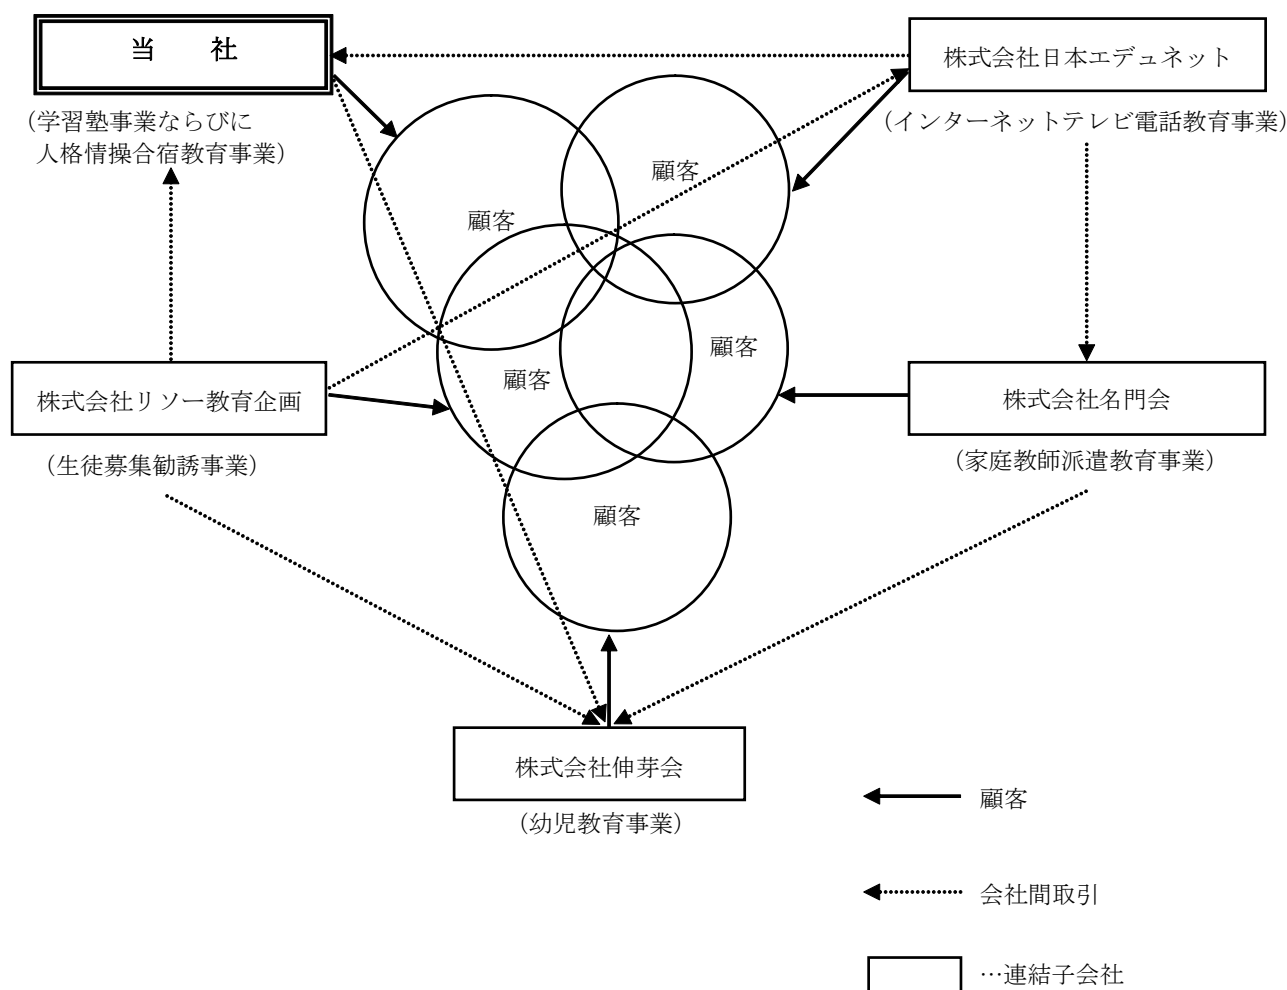 当　　社
株式会社日本エデュネット
(学習塾事業ならびに
人格情操合宿教育事業)
(インターネットテレビ電話教育事業)
顧客
顧客
顧客
顧客
株式会社リソー教育企画
株式会社名門会
(生徒募集勧誘事業)
(家庭教師派遣教育事業)
顧客
株式会社伸芽会
(幼児教育事業)
顧客
会社間取引
…連結子会社